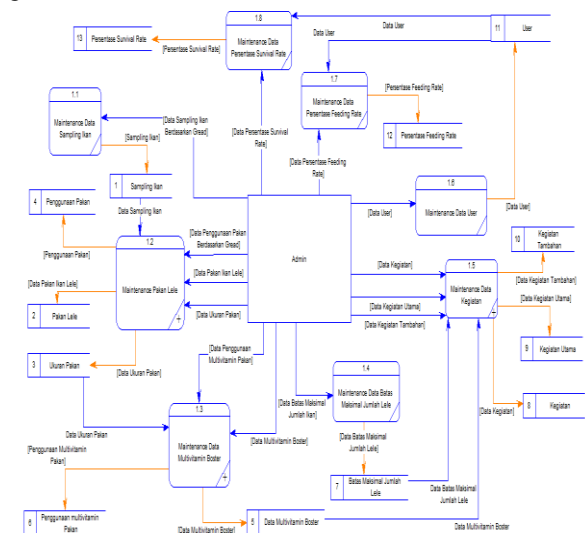 1.8
Maintenance Data
Persentase Survival Rate
13 Persentase Survival Rate
[Persentase Survival Rate]
Data User
11 User
Data User
1.7
Maintenance Data
Persentase Feeding Rate
[Persentase Feeding Rate]
12 Persentase Feeding Rate
1.1
Maintenance Data
Sampling Ikan
[Data Sampling Ikan
Berdasarkan Gread]
[Sampling Ikan]
[Data Persentase Survival
Rate]
[Data Persentase Feeding
Rate]
1 Sampling Ikan
Data Sampling Ikan
4 Penggunaan Pakan
[Penggunaan Pakan]
1.2
Maintenance Pakan Lele
+
[Data Penggunaan Pakan
Berdasarkan Gread]
[Data Pakan Ikan Lele]
[Data Ukuran Pakan]
Admin
[Data User]
1.6
Maintenance Data User
[Data User]
10 Kegiatan
Tambahan
[Data Kegiatan]
[Data Kegiatan Utama]
[Data Kegiatan Tambahan]
1.5
Maintenance Data
Kegiatan
+
[Data Kegiatan Tambahan]
[Data Kegiatan Utama]
9 Kegiatan Utama
[Data Pakan Ikan Lele]
2 Pakan Lele
3 Ukuran Pakan
[Data Ukuran Pakan]
[Data Penggunaan
Multivitamin Pakan]
1.4
Maintenance Data Batas
Maksimal Jumlah Lele
[Data Batas Maksimal
Jumlah Ikan]
[Data Kegiatan]
8 Kegiatan
1.3
Maintenance Data
Multivitamin Boster
+
Data Ukuran Pakan
[Data Multivitamin Boster]
[Data Batas Maksimal
Jumlah Lele]
[Penggunaan Multivitamin
Pakan]
7 Batas Maksimal Jumlah
Lele
Data Batas Maksimal
Jumlah Lele
6 Penggunaan multivitamin
Pakan
[Data Multivitamin Boster]
5 Data Multivitamin Boster
Data Multivitamin Boster